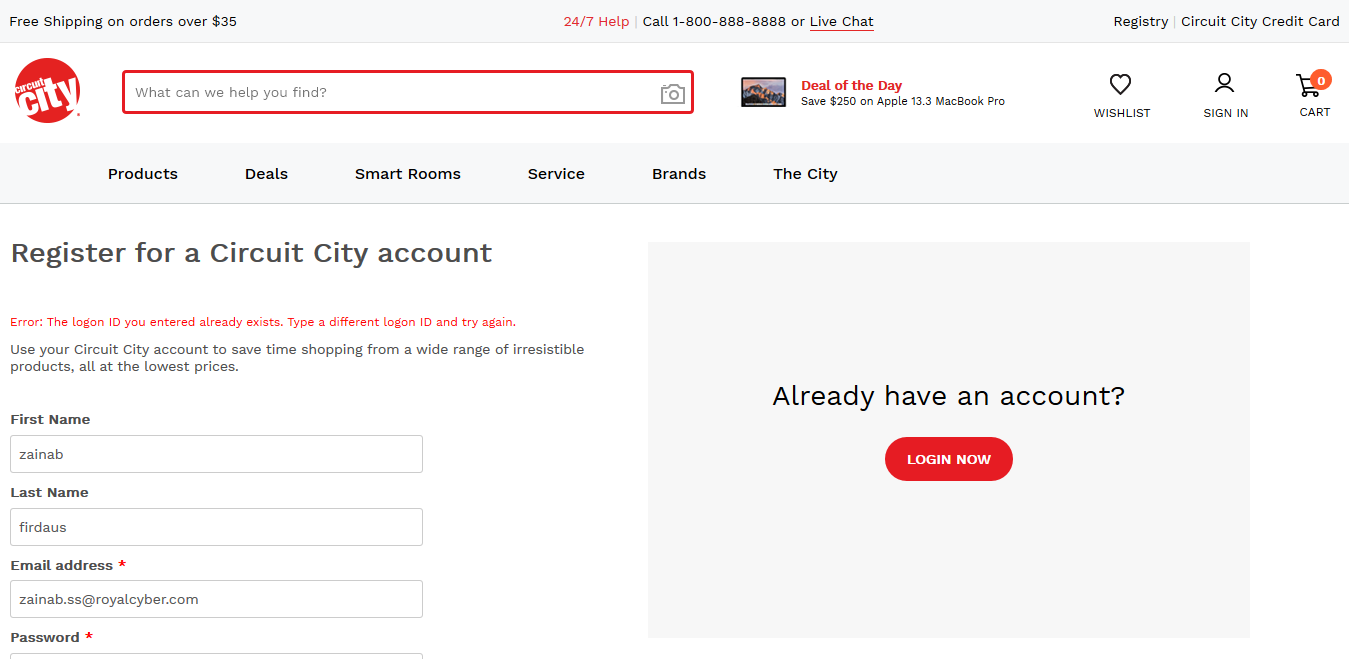 Free Shipping on orders over $35
24/7 Help | Call 1-800-888-8888 or Live Chat
Registry | Circuit City Credit Card
circuit
city
What can we help you find?
Deal of the Day
Save $250 on Apple 13.3 MacBook Pro
WISHLIST
SIGN IN
0
CART
Products
Deals
Smart Rooms
Service
Brands
The City
Register for a Circuit City account
Error: The logon ID you entered already exists. Type a different logon ID and try again.
Use your Circuit City account to save time shopping from a wide range of irresistible
products, all at the lowest prices.
First Name
zainab
Last Name
firdaus
Email address *
zainab.ss@royalcyber.com
Password *
Already have an account?
LOGIN NOW